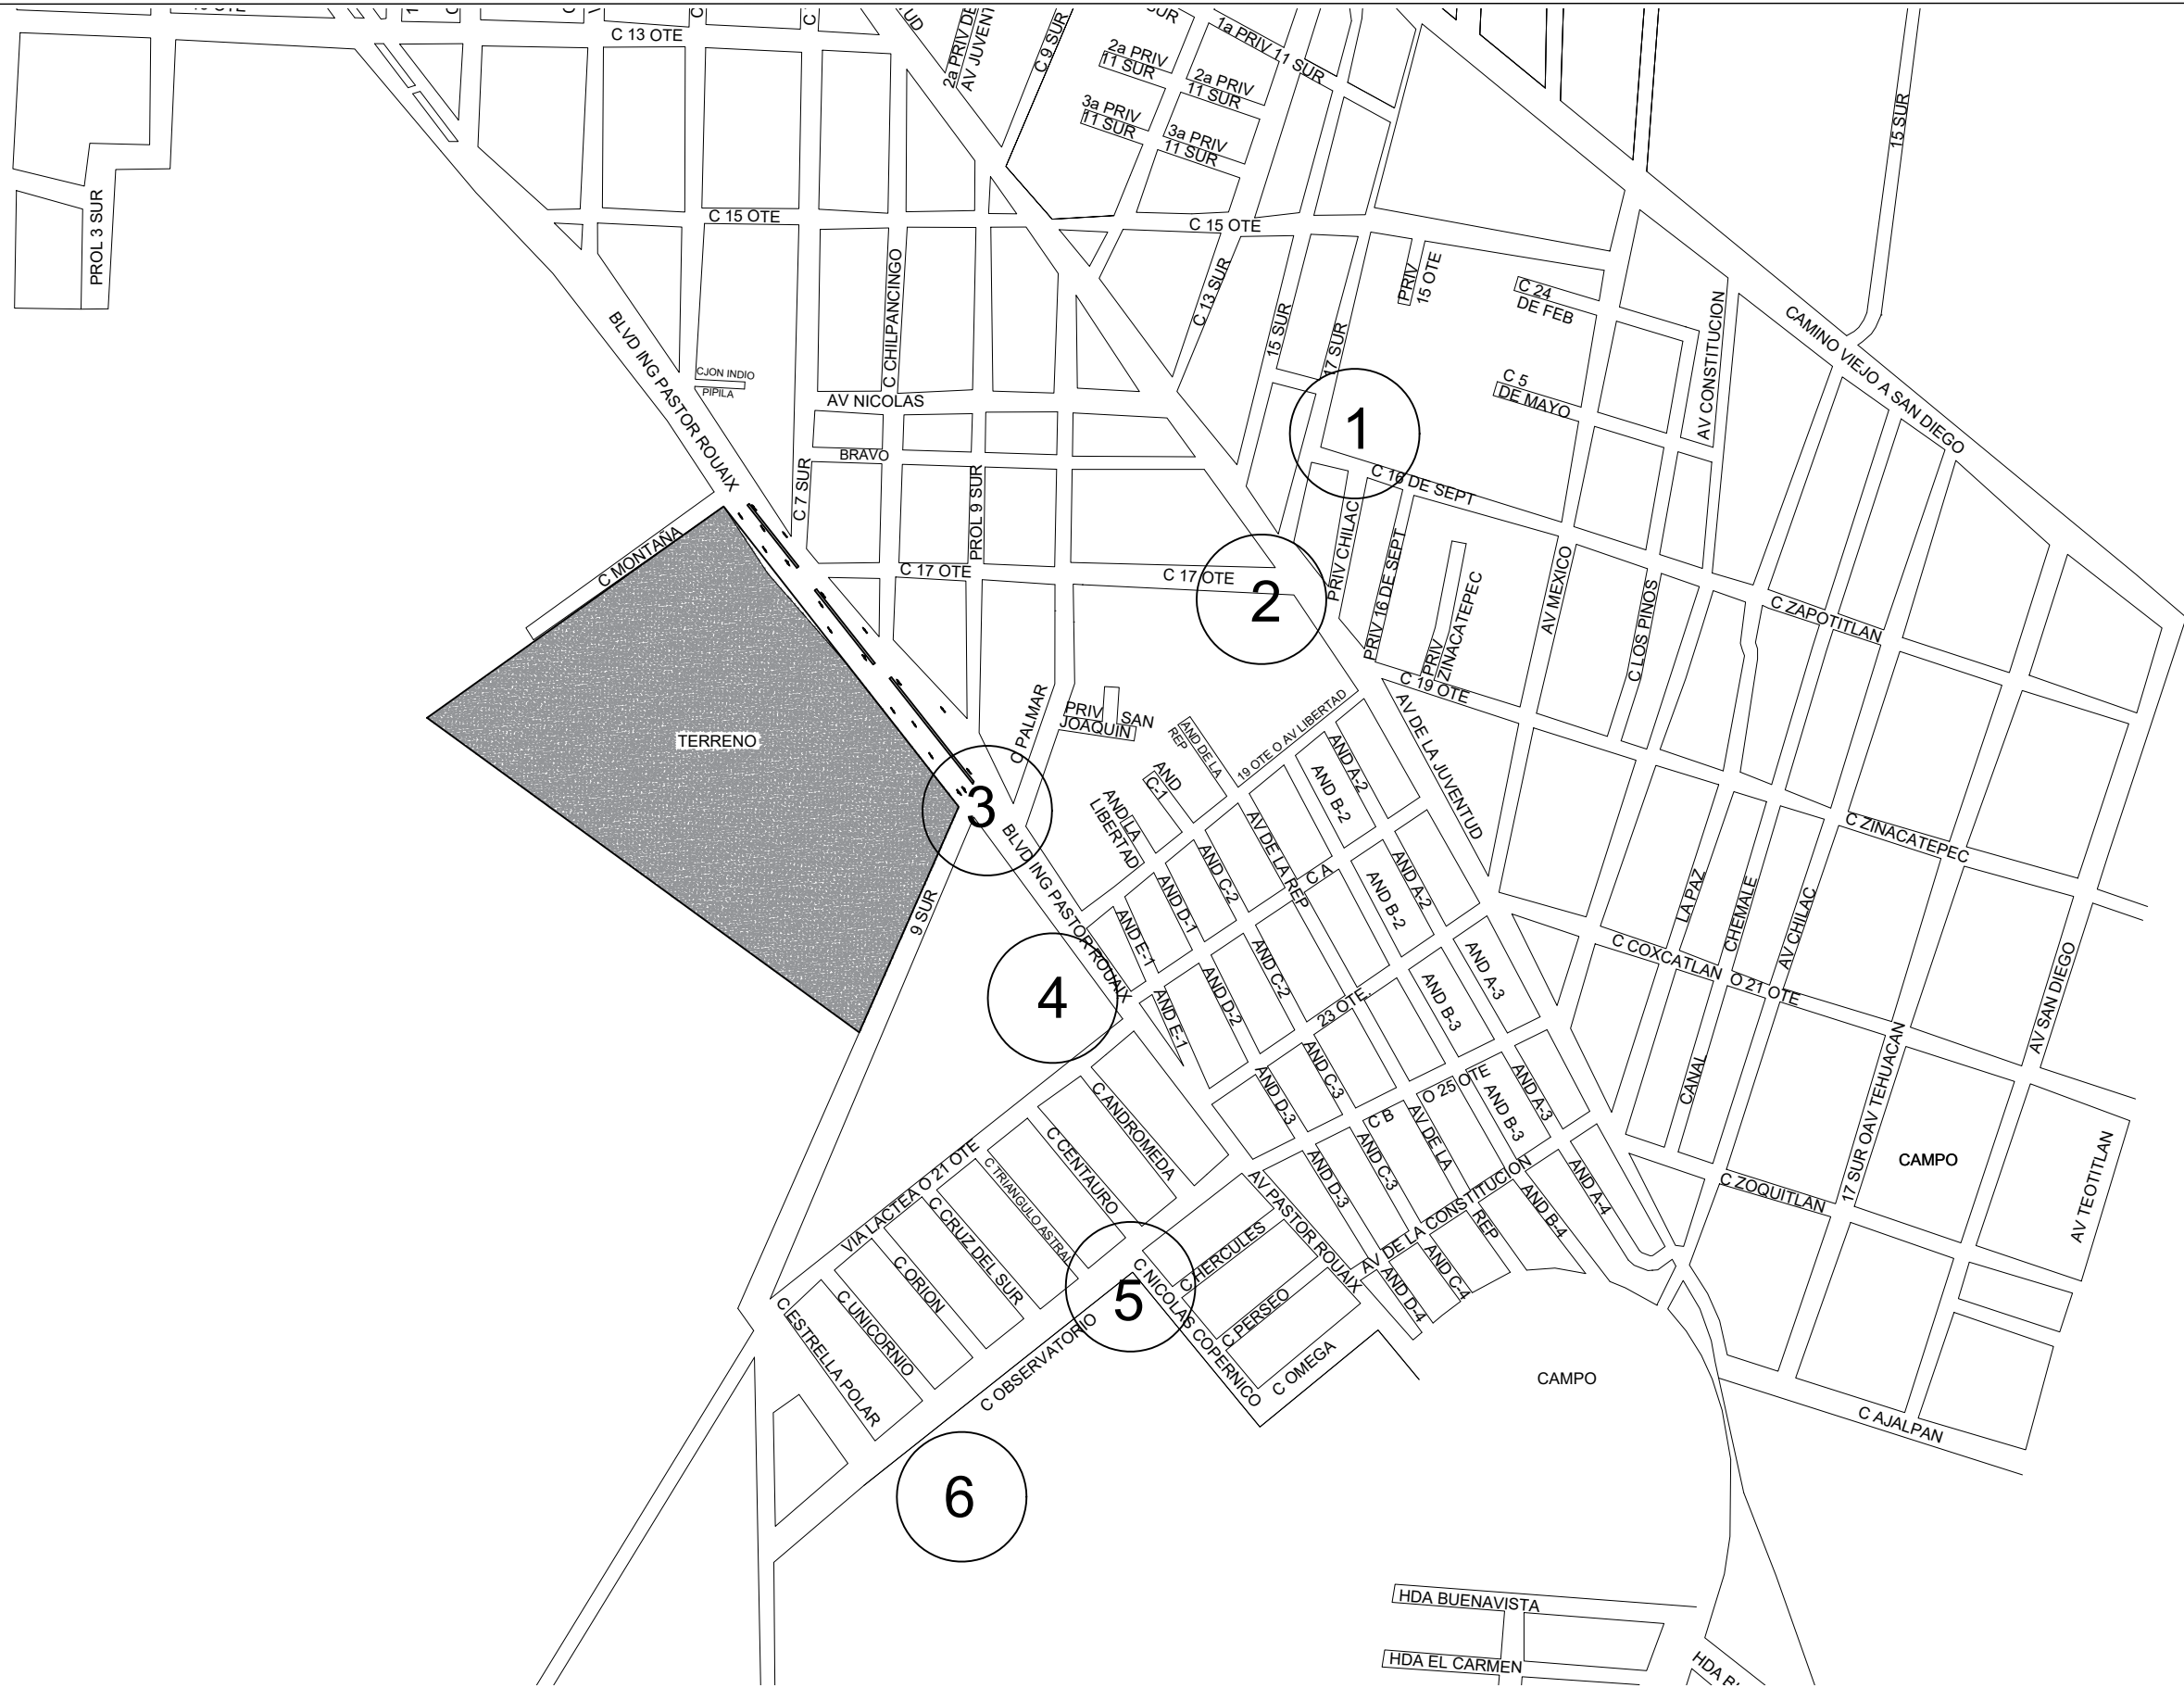 C 13 OTE
2a PRIV DE
AV JUVENT
C 9 SUR
SUR
1a PRIV 11 SUR
2a PRIV
11 SUR
2a PRIV
11 SUR
3a PRIV
11 SUR
3a PRIV
11 SUR
15 SUR
PROL 3 SUR
C 15 OTE
C 15 OTE
C CHILPANCINGO
C 13 SUR
15 SUR
17 SUR
PRIV
15 OTE
C 24
DE FEB
AV CONSTITUCION
CAMINO VIEJO A SAN DIEGO
BLVD ING PASTOR ROUAIX
CJON INDIO
PIPILA
AV NICOLAS
BRAVO
C 5
DE MAYO
1
C 7 SUR
PROL 9 SUR
C 16 DE SEPT
C MONTAÑA
C 17 OTE
C 17 OTE
2
PRIV CHILAC
PRIV 16 DE SEPT
PRIV
ZINACATEPEC
AV MEXICO
C LOS PINOS
C ZAPOTITLAN
TERRENO
C PALMAR
PRIV SAN
JOAQUIN
AND DE LA
REP
19 OTE O AV LIBERTAD
C 19 OTE
AV DE LA JUVENTUD
3
AND
C-1
AND LA
LIBERTAD
AND A-2
AND B-2
AV DE LA REP
C A
C ZINACATEPEC
BLVD ING PASTOR ROUAIX
9 SUR
AND C-2
AND D-1
AND E-1
AND A-2
AND B-2
LA PAZ
CHEMALE
AV CHILAC
C COXCATLAN O 21 OTE
AV SAN DIEGO
4
AND C-2
AND D-2
AND E-1
23 OTE.
AND A-3
AND B-3
CANAL
17 SUR OAV TEHUACAN
CAMPO
AV TEOTITLAN
C ANDROMEDA
AND C-3
AND D-3
C B
O 25 OTE
AND A-3
AND B-3
C CENTAURO
C TRIANGULO ASTRAL
VIA LACTEA O 21 OTE
C CRUZ DEL SUR
AND C-3
AND D-3
AV DE LA
REP
AV DE LA CONSTITUCION
AND A-4
AND B-4
C ZOQUITLAN
AV PASTOR ROUAIX
C HERCULES
C ORION
C UNICORNIO
C ESTRELLA POLAR
5
C NICOLAS COPERNICO
C PERSEO
AND C-4
AND D-4
C OBSERVATORIO
C OMEGA
CAMPO
C AJALPAN
6
HDA BUENAVISTA
HDA EL CARMEN